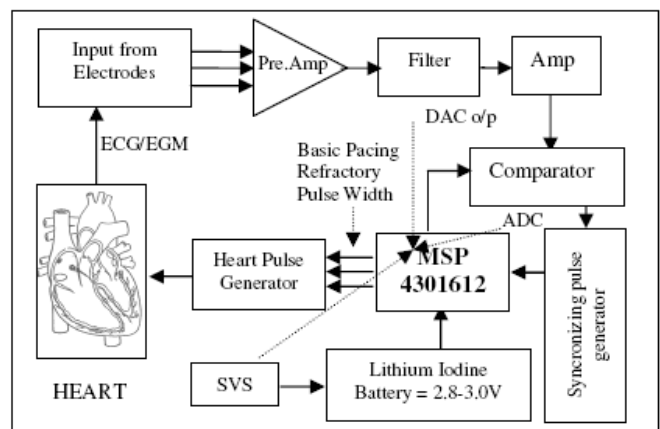 Input from
Electrodes
Pre.Amp
Filter
Amp
DAC o/p
ECG/EGM
Basic Pacing
Refractory
Pulse Width
Comparator
ADC
Heart Pulse
Generator
MSP
4301612
Syncronizing pulse
generator
SVS
Lithium Iodine
Battery = 2.8-3.0V
HEART